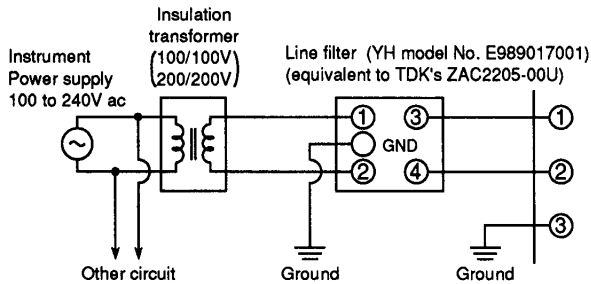 Insulation
transformer
(100/100V
200/200V)
Instrument
Power supply
100 to 240V ac
Line filter (YH model No. E989017001)
(equivalent to TDK's ZAC2205-00U)
~
① ③ ①
GND
② ④ ②
③
Other circuit
Ground
Ground